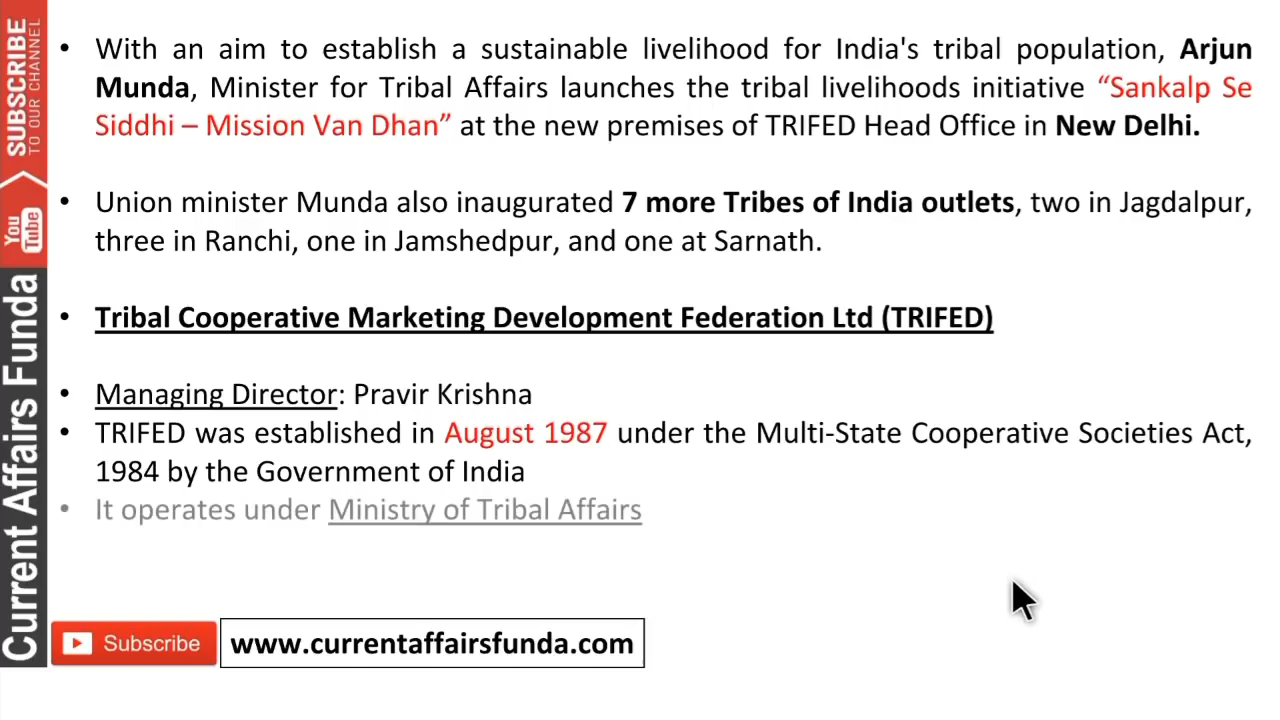 SUBSCRIBE
TO OUR CHANNEL
You
Tube
Current Affairs Funda
• With an aim to establish a sustainable livelihood for India's tribal population, Arjun
Munda, Minister for Tribal Affairs launches the tribal livelihoods initiative “Sankalp Se
Siddhi – Mission Van Dhan” at the new premises of TRIFED Head Office in New Delhi.
• Union minister Munda also inaugurated 7 more Tribes of India outlets, two in Jagdalpur,
three in Ranchi, one in Jamshedpur, and one at Sarnath.
• Tribal Cooperative Marketing Development Federation Ltd (TRIFED)
• Managing Director: Pravir Krishna
• TRIFED was established in August 1987 under the Multi-State Cooperative Societies Act,
1984 by the Government of India
• It operates under Ministry of Tribal Affairs
Subscribe
www.currentaffairsfunda.com